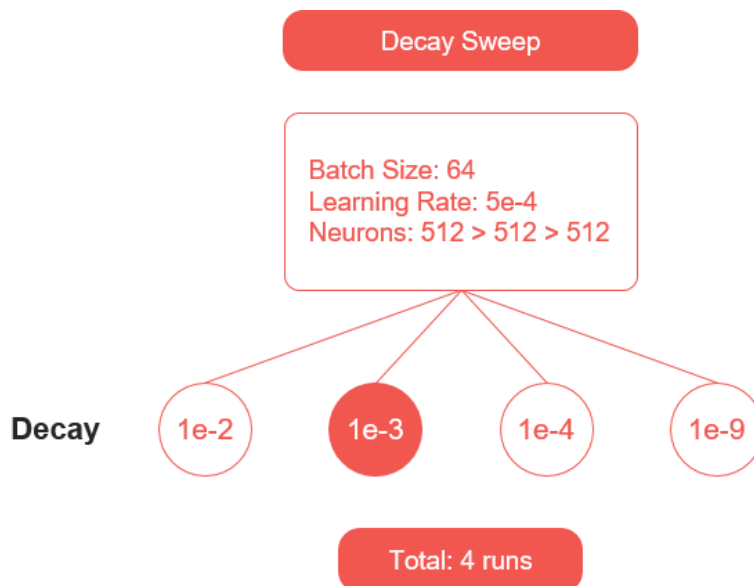 Decay Sweep
Batch Size: 64
Learning Rate: 5e-4
Neurons: 512 > 512 > 512
Decay 1e-2 1e-3 1e-4 1e-9
Total: 4 runs